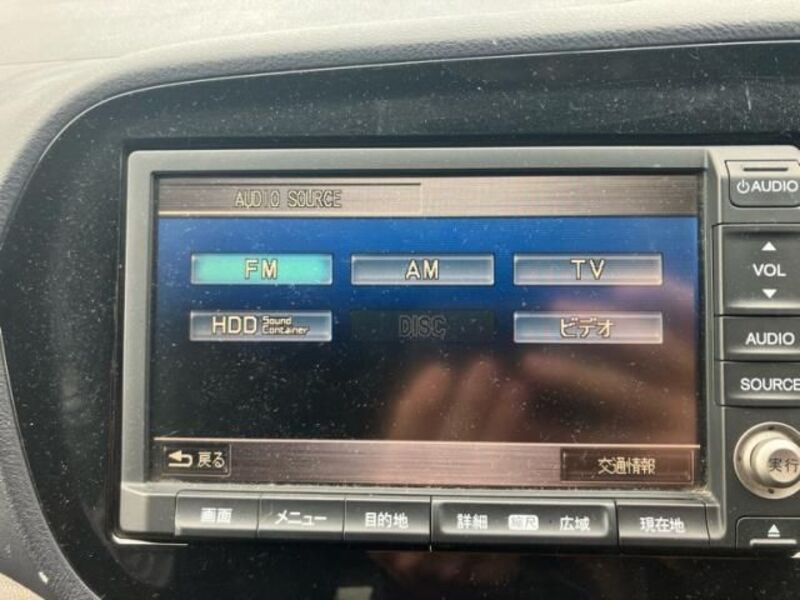 AUDIO SOURCE
FM AM TV
HDD Sound Container DISC ビデオ
戻る 交通情報
AUDIO
VOL
AUDIO
SOURCE
実行
画面 メニュー 目的地 詳細 縮尺 広域 現在地